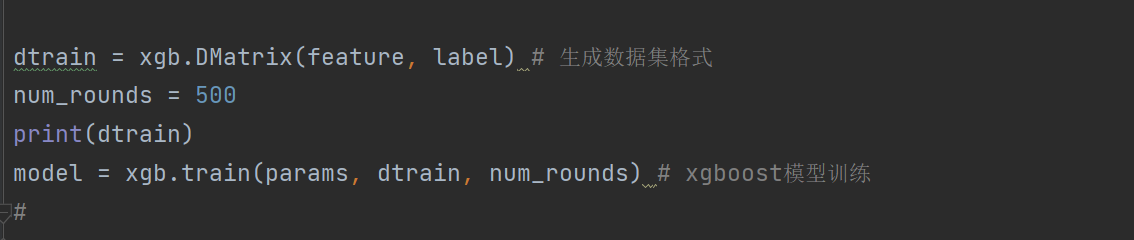 dtrain = xgb.DMatrix(feature, label) # 生成数据集格式
num_rounds = 500
print(dtrain)
model = xgb.train(params, dtrain, num_rounds) # xgboost模型训练
#